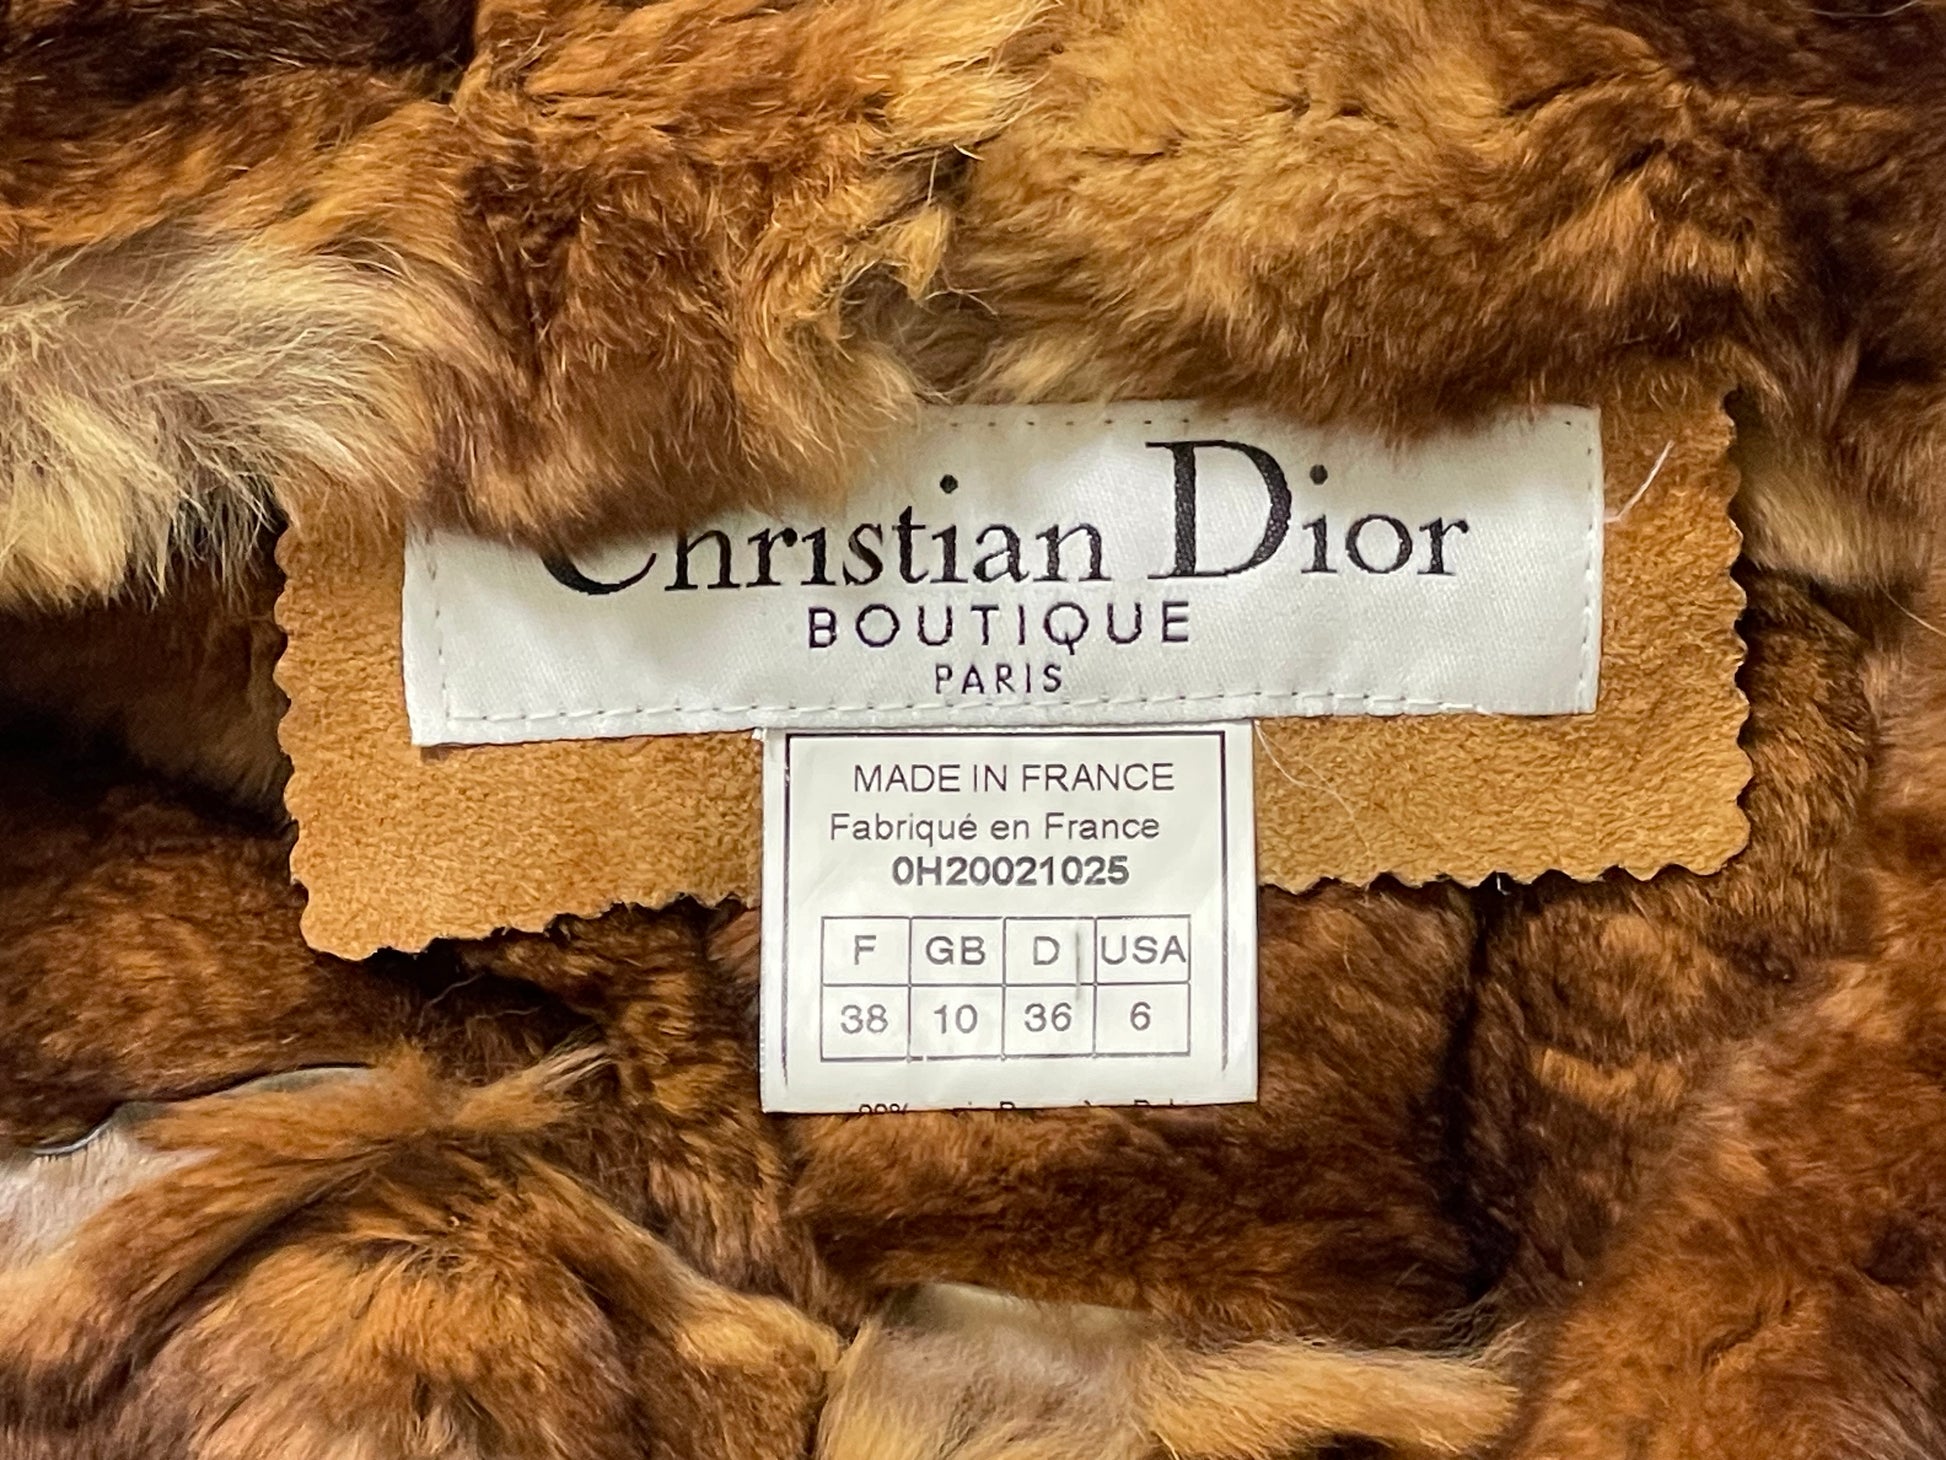 Christian Dior
BOUTIQUE
PARIS
MADE IN FRANCE
Fabriqué en France
0H20021025
F GB D USA
38 10 36 6